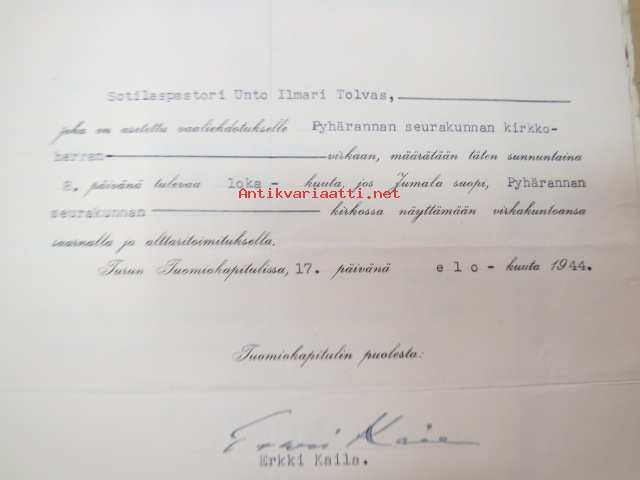 Sotilaspastori Unto Ilmari Tolvas,
joka on asetettu vaaliehdotukselle Pyhärannan seurakunnan kirkko-
herran virkaan, määrätään täten sunnuntaina
8. päivänä tulevaa loka - kuuta, jos Jumala suopi, Pyhärannan
Antikvariaatti.net
seurakunnan kirkossa näyttämään virkakuntoansa
saarnalla ja alttaritoimituksella.
Turun Tuomiokapitulissa, 17. päivänä elo - kuuta 1944.
Tuomiokapitulin puolesta:
Erkki Kaila
Erkki Kaila.